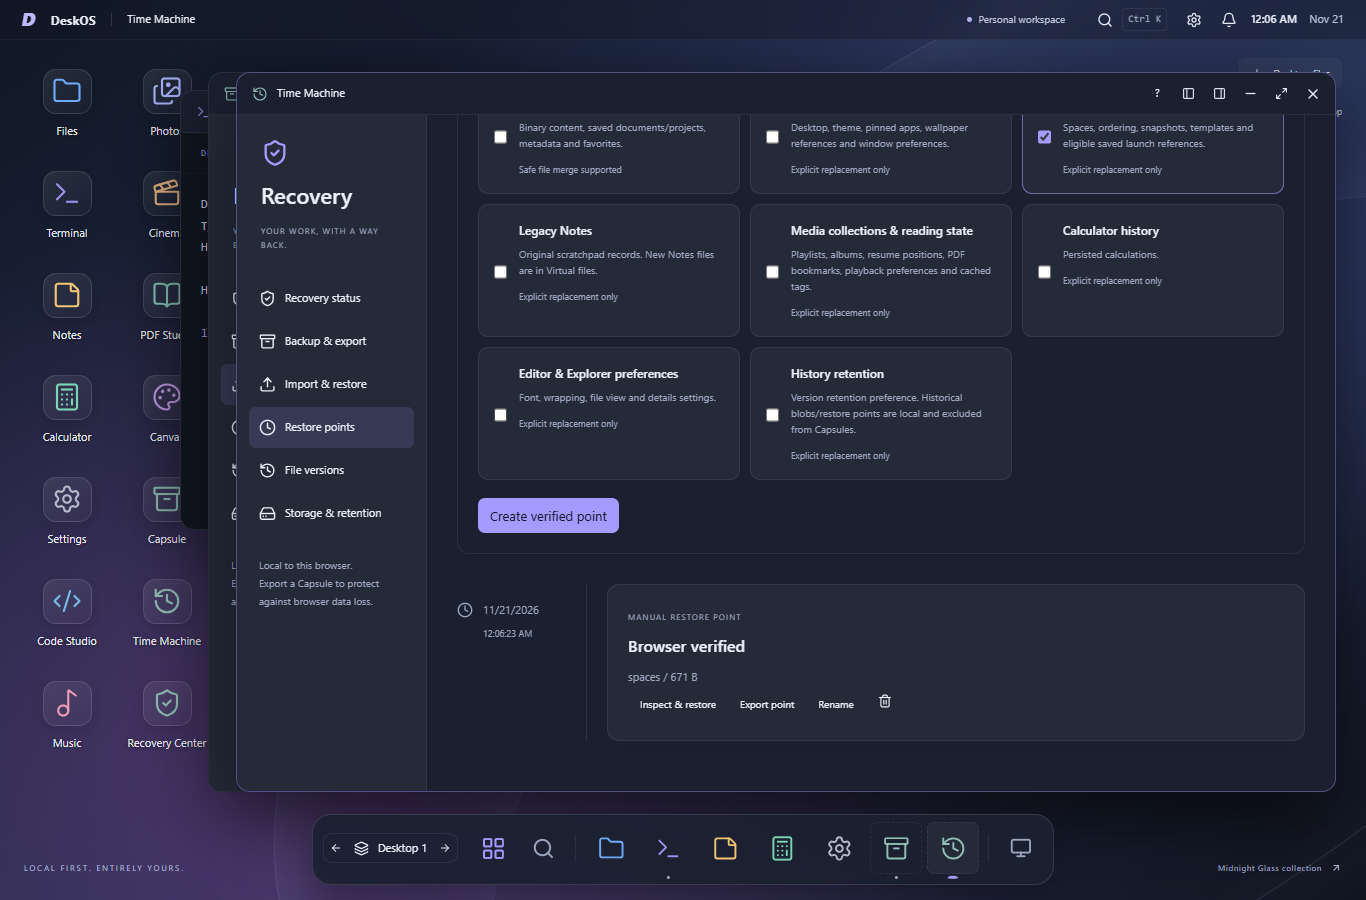 DeskOS
Time Machine
Personal workspace
Ctrl K
12:06 AM
Nov 21
Files
Photo
Terminal
Cinem
Notes
PDF Stu
Calculator
Canva
Settings
Capsule
Code Studio
Time Machine
Music
Recovery Center
Time Machine
?
Recovery
YOUR WORK, WITH A WAY
BACK.
Recovery status
Backup & export
Import & restore
Restore points
File versions
Storage & retention
Local to this browser.
Export a Capsule to protect
against browser data loss.
Binary content, saved documents/projects,
metadata and favorites.
Safe file merge supported
Desktop, theme, pinned apps, wallpaper
references and window preferences.
Explicit replacement only
Spaces, ordering, snapshots, templates and
eligible saved launch references.
Explicit replacement only
Legacy Notes
Original scratchpad records. New Notes files
are in Virtual files.
Explicit replacement only
Media collections & reading state
Playlists, albums, resume positions, PDF
bookmarks, playback preferences and cached
tags.
Explicit replacement only
Calculator history
Persisted calculations.
Explicit replacement only
Editor & Explorer preferences
Font, wrapping, file view and details settings.
Explicit replacement only
History retention
Version retention preference. Historical
blobs/restore points are local and excluded
from Capsules.
Explicit replacement only
Create verified point
11/21/2026
12:06:23 AM
MANUAL RESTORE POINT
Browser verified
spaces / 671 B
Inspect & restore
Export point
Rename
Desktop 1
LOCAL FIRST. ENTIRELY YOURS.
Midnight Glass collection